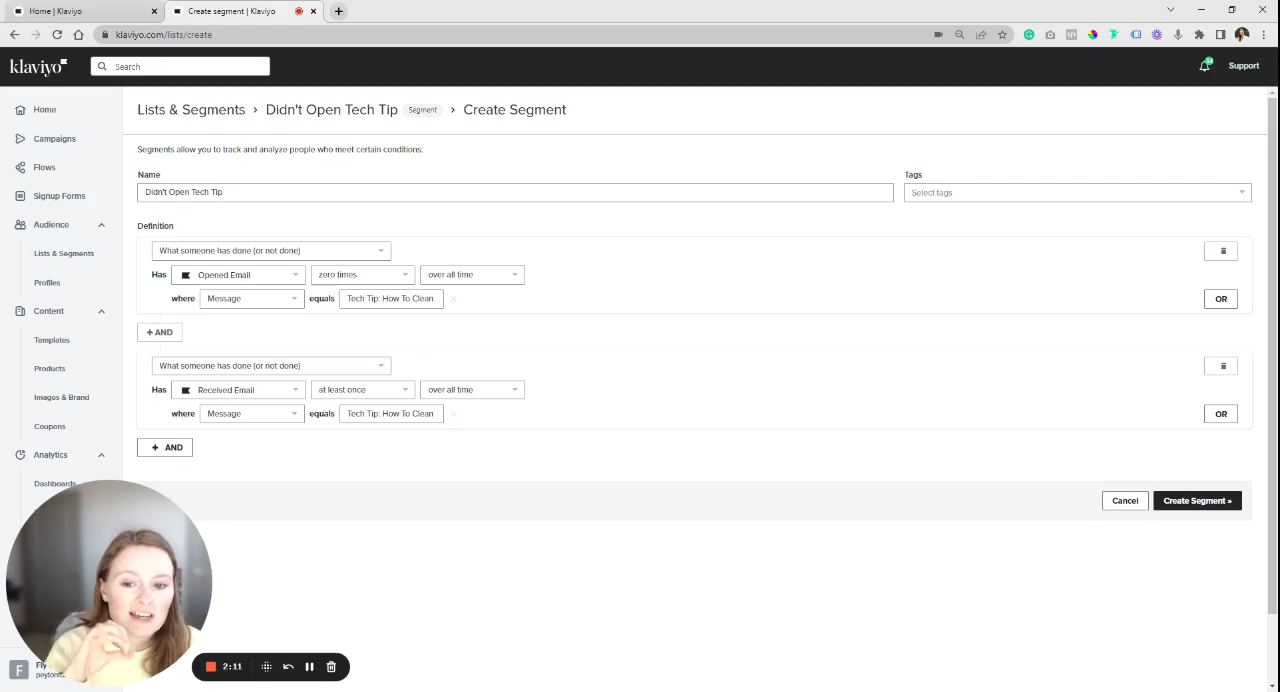 Home | Klaviyo
Create segment | Klaviyo
klaviyo.com/lists/create
klaviyo
Search
Support
Home
Campaigns
Flows
Signup Forms
Audience
Lists & Segments
Profiles
Content
Templates
Products
Images & Brand
Coupons
Analytics
Dashboards
Lists & Segments › Didn't Open Tech Tip Segment › Create Segment
Segments allow you to track and analyze people who meet certain conditions:
Name
Tags
Didn't Open Tech Tip
Select tags
Definition
What someone has done (or not done)
Has Opened Email zero times over all time
where Message equals Tech Tip: How To Clean
OR
+ AND
What someone has done (or not done)
Has Received Email at least once over all time
where Message equals Tech Tip: How To Clean
OR
+ AND
Cancel
Create Segment »
F
2:11